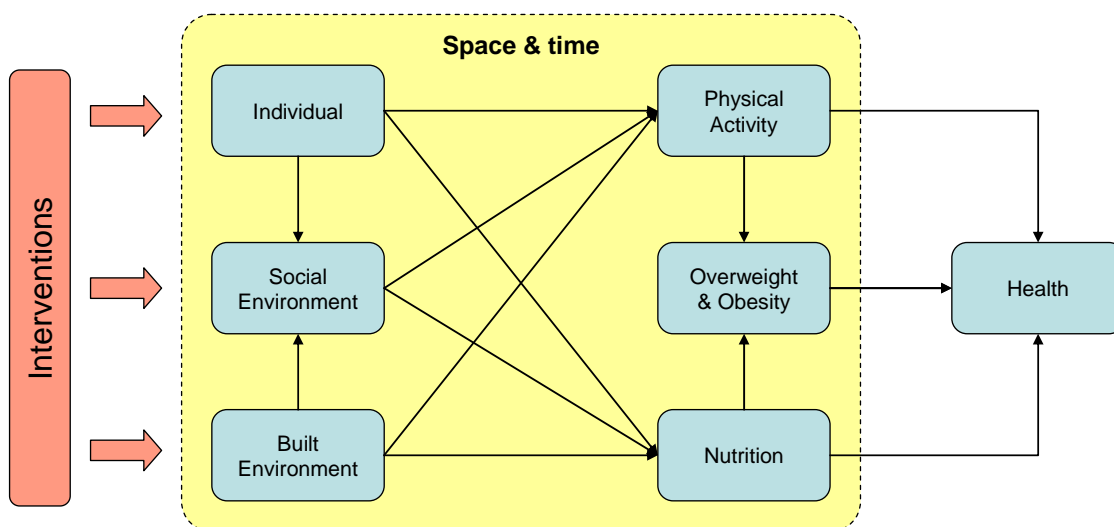 Space & time
Interventions
Individual
Physical
Activity
Social
Environment
Overweight
& Obesity
Health
Built
Environment
Nutrition